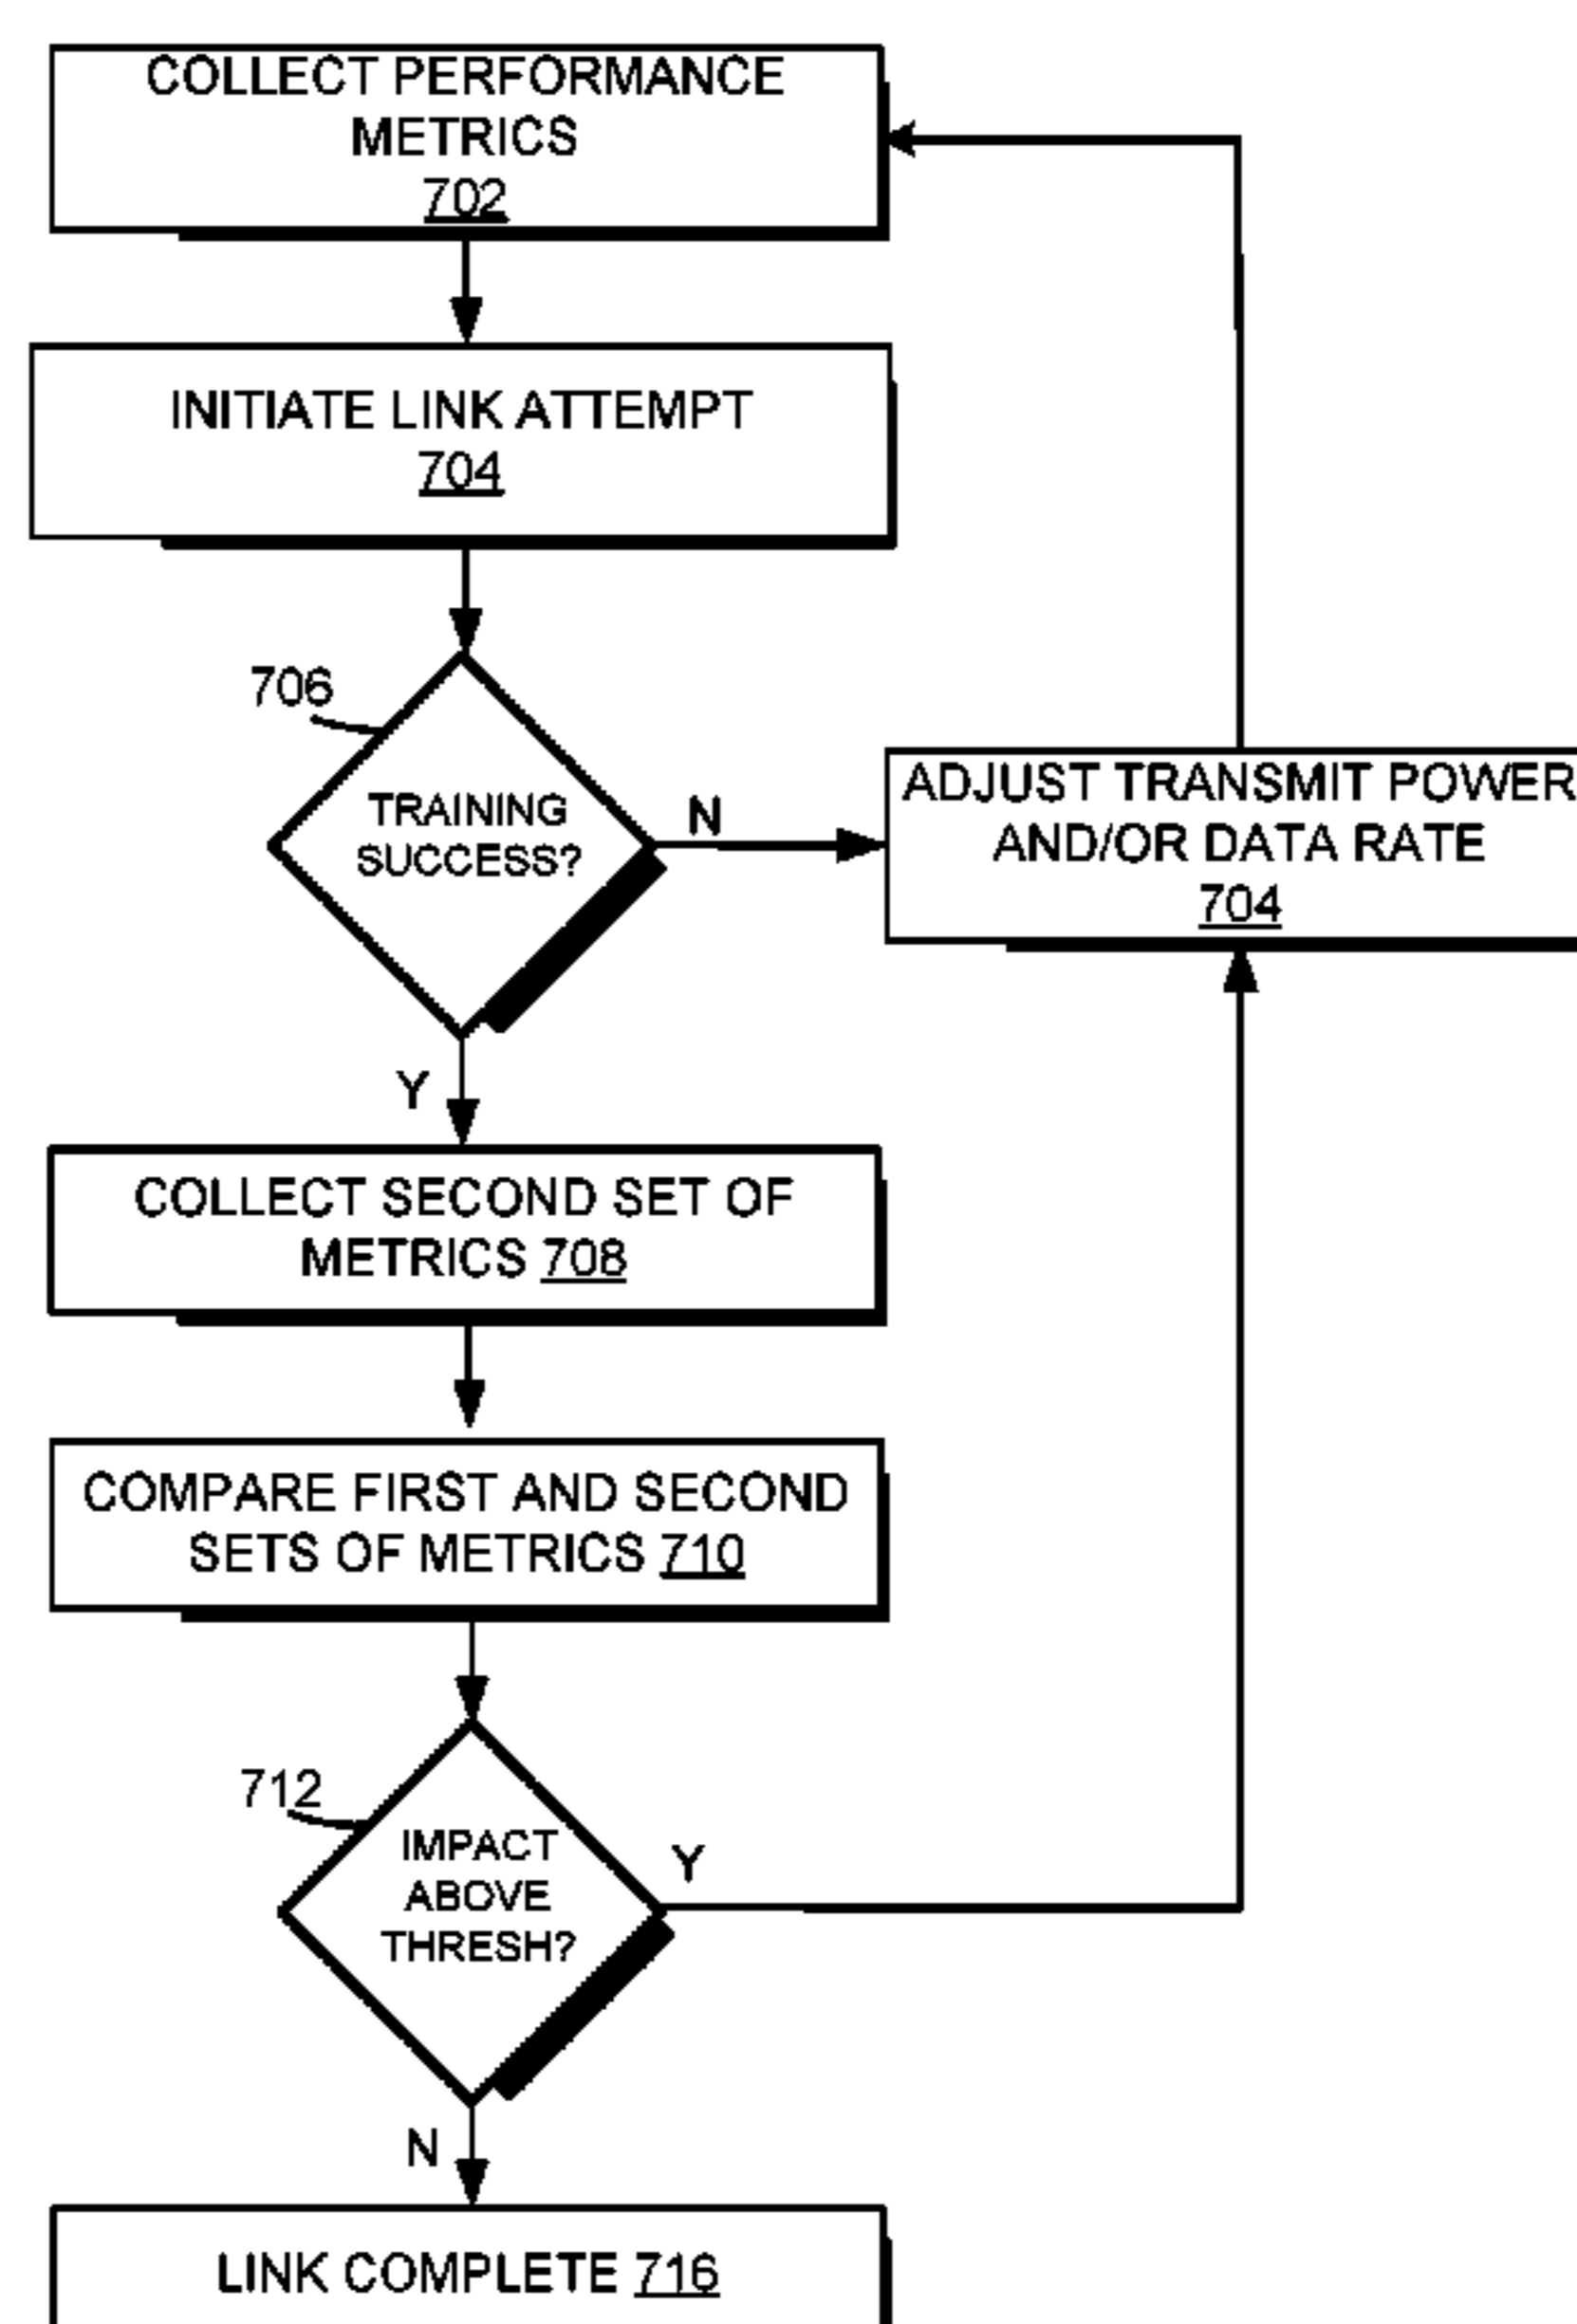 COLLECT PERFORMANCE
METRICS
702
INITIATE LINK ATTEMPT
704
706
TRAINING
SUCCESS?
N
ADJUST TRANSMIT POWER
AND/OR DATA RATE
704
Y
COLLECT SECOND SET OF
METRICS 708
COMPARE FIRST AND SECOND
SETS OF METRICS 710
712
IMPACT
ABOVE
THRESH?
Y
N
LINK COMPLETE 716